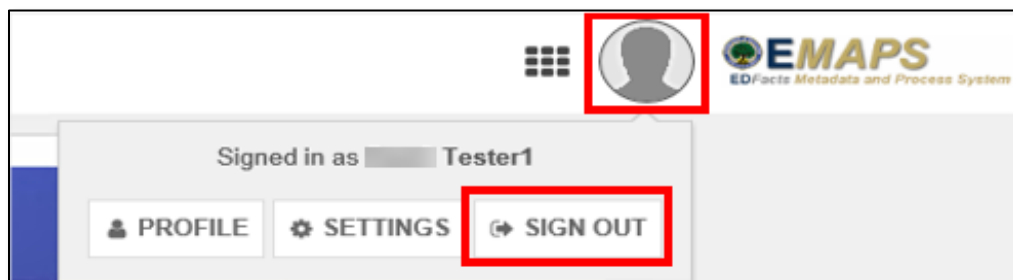 EMAPS
EDFacts Metadata and Process System
Signed in as Tester1
PROFILE SETTINGS SIGN OUT